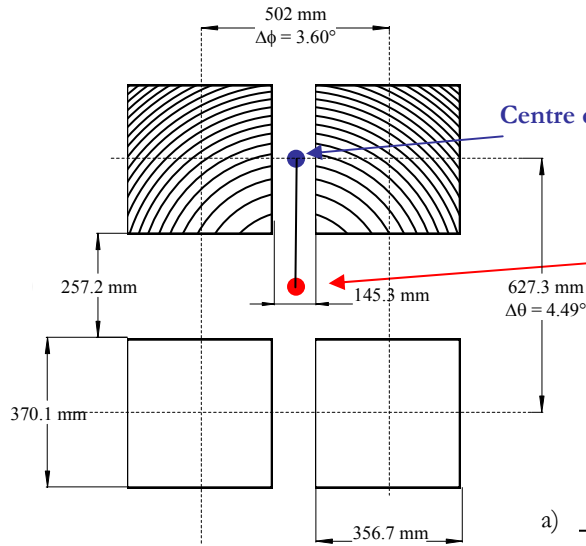 502 mm
Δϕ = 3.60°
Centre
257.2 mm
145.3 mm
627.3 mm
Δθ = 4.49°
370.1 mm
356.7 mm
a)